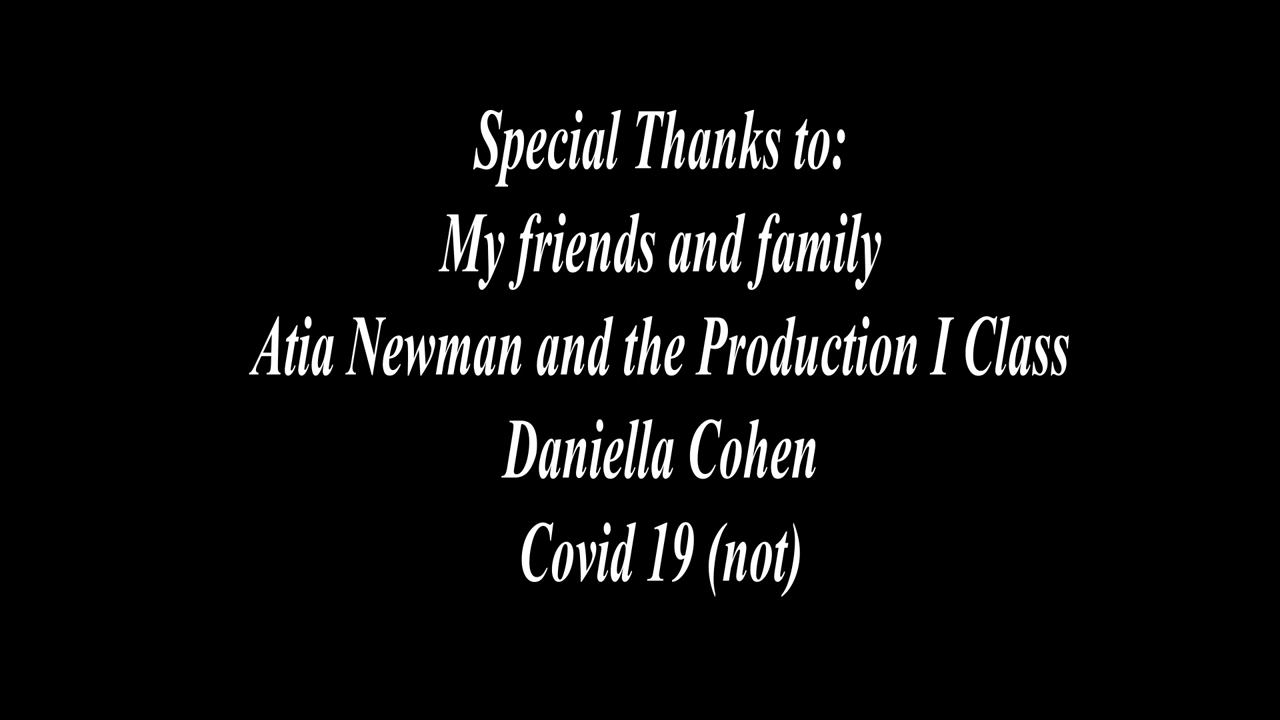 Special Thanks to:
My friends and family
Atia Newman and the Production I Class
Daniella Cohen
Covid 19 (not)